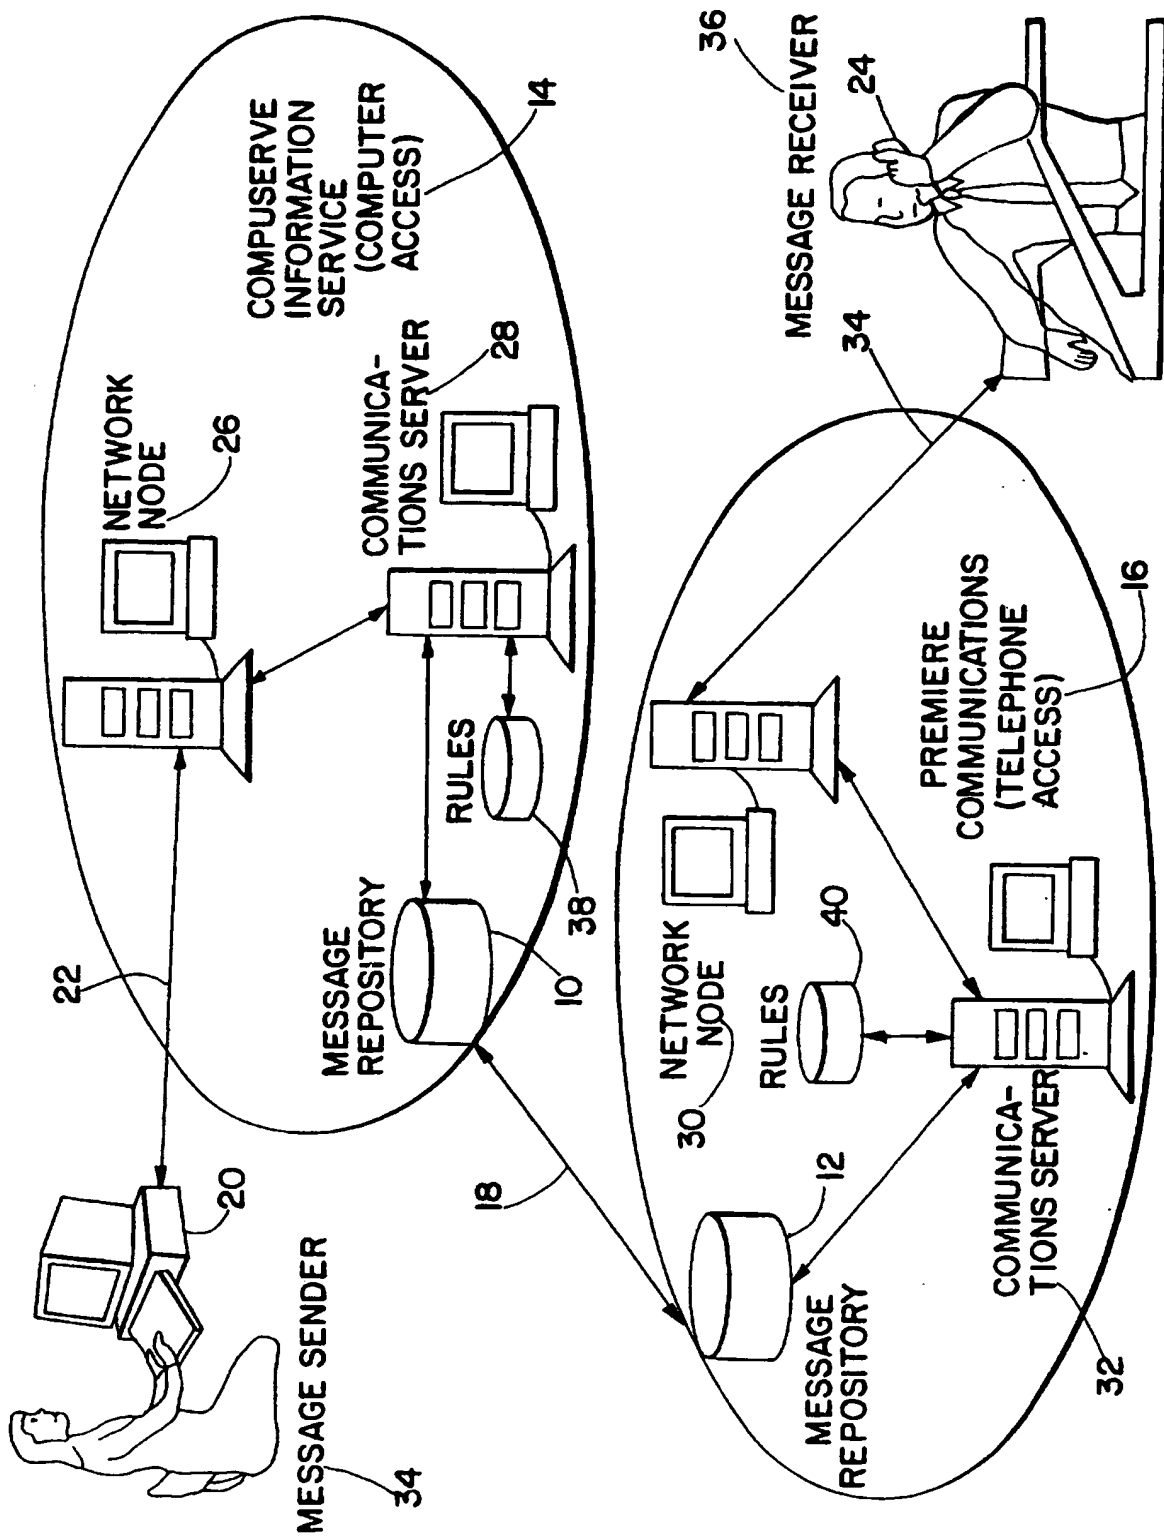 MESSAGE SENDER
34
20
22
NETWORK
NODE
26
COMPUSERVE
INFORMATION
SERVICE
(COMPUTER
ACCESS)
14
COMMUNICA-
TIONS SERVER
28
RULES
38
MESSAGE
REPOSITORY
10
18
MESSAGE
REPOSITORY
12
NETWORK
NODE
30
RULES
40
COMMUNICA-
TIONS SERVER
32
PREMIERE
COMMUNICATIONS
(TELEPHONE
ACCESS)
16
34
MESSAGE RECEIVER
36
24